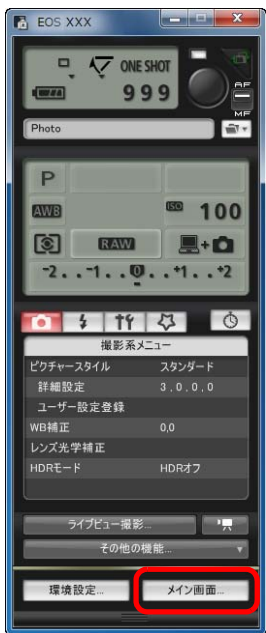 EOS XXX
ONE SHOT
999
AF
MF
Photo
P
AWB
ISO 100
RAW
+
-2..-1..0..+1..+2
撮影系メニュー
ピクチャースタイル スタンダード
詳細設定 3,0,0,0
ユーザー設定登録
WB補正 0,0
レンズ光学補正
HDRモード HDRオフ
ライブビュー撮影...
その他の機能...
環境設定... メイン画面...